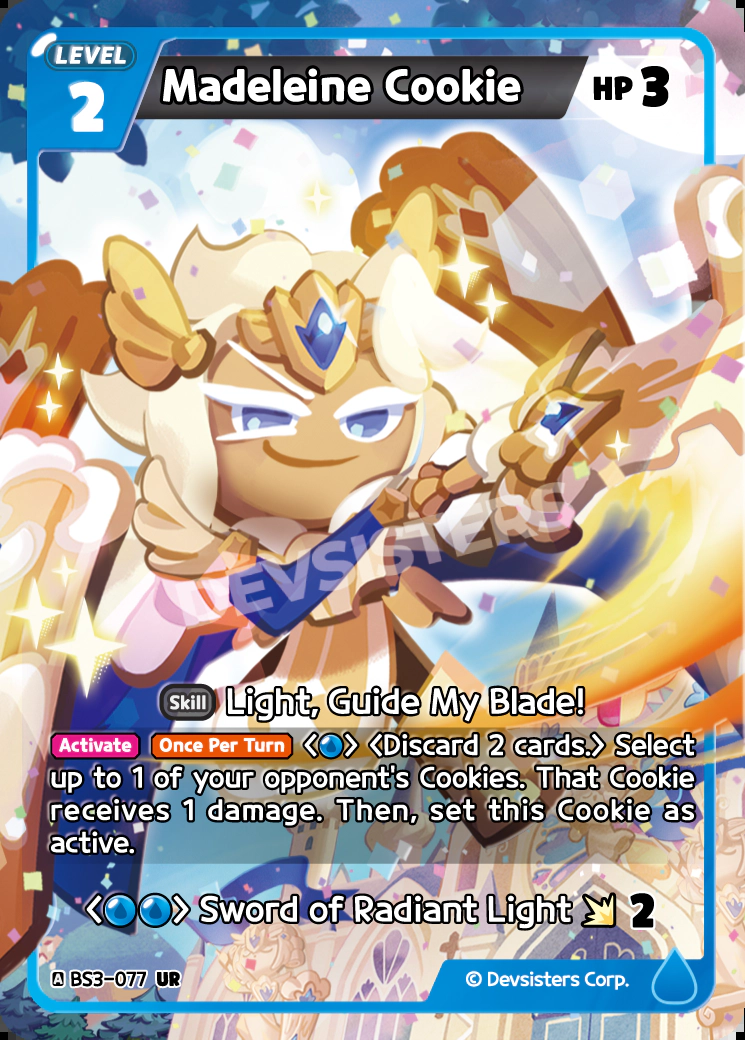 LEVEL
2
Madeleine Cookie
HP 3
DEVSISTERS
Skill Light, Guide My Blade!
Activate Once Per Turn < > <Discard 2 cards.> Select
up to 1 of your opponent's Cookies. That Cookie
receives 1 damage. Then, set this Cookie as
active.
< > Sword of Radiant Light 2
A BS3-077 UR
© Devsisters Corp.